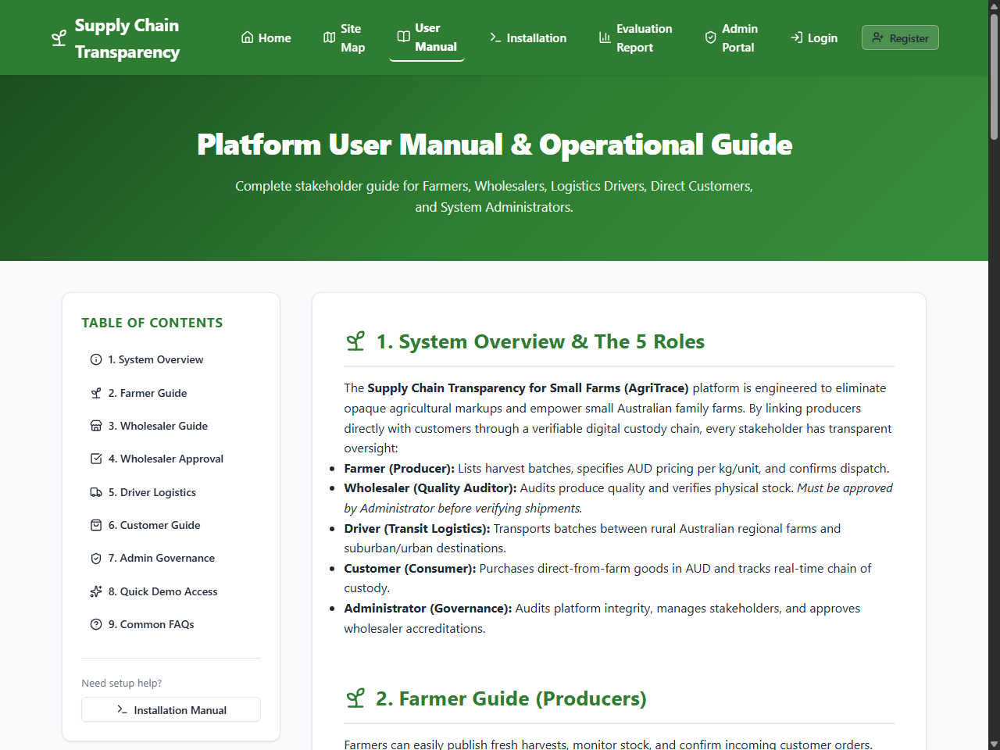 Supply Chain
Transparency
Home
Site
Map
User
Manual
Installation
Evaluation
Report
Admin
Portal
Login
Register
Platform User Manual & Operational Guide
Complete stakeholder guide for Farmers, Wholesalers, Logistics Drivers, Direct Customers,
and System Administrators.
TABLE OF CONTENTS
1. System Overview
2. Farmer Guide
3. Wholesaler Guide
4. Wholesaler Approval
5. Driver Logistics
6. Customer Guide
7. Admin Governance
8. Quick Demo Access
9. Common FAQs
Need setup help?
Installation Manual
1. System Overview & The 5 Roles
The Supply Chain Transparency for Small Farms (AgriTrace) platform is engineered to eliminate
opaque agricultural markups and empower small Australian family farms. By linking producers
directly with customers through a verifiable digital custody chain, every stakeholder has transparent
oversight:
Farmer (Producer): Lists harvest batches, specifies AUD pricing per kg/unit, and confirms dispatch.
Wholesaler (Quality Auditor): Audits produce quality and verifies physical stock. Must be approved
by Administrator before verifying shipments.
Driver (Transit Logistics): Transports batches between rural Australian regional farms and
suburban/urban destinations.
Customer (Consumer): Purchases direct-from-farm goods in AUD and tracks real-time chain of
custody.
Administrator (Governance): Audits platform integrity, manages stakeholders, and approves
wholesaler accreditations.
2. Farmer Guide (Producers)
Farmers can easily publish fresh harvests, monitor stock, and confirm incoming customer orders.